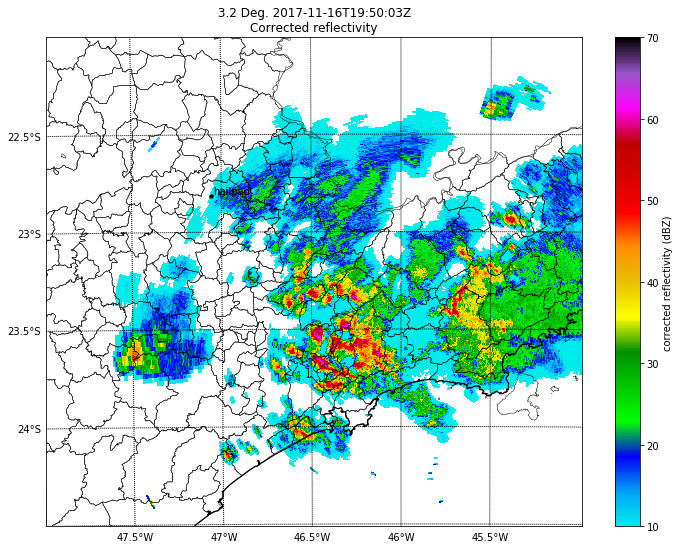 3.2 Deg. 2017-11-16T19:50:03Z
Corrected reflectivity
70
60
50
40
30
20
10
corrected reflectivity (dBZ)
22.5°S
23°S
23.5°S
24°S
hailpad
47.5°W
47°W
46.5°W
46°W
45.5°W